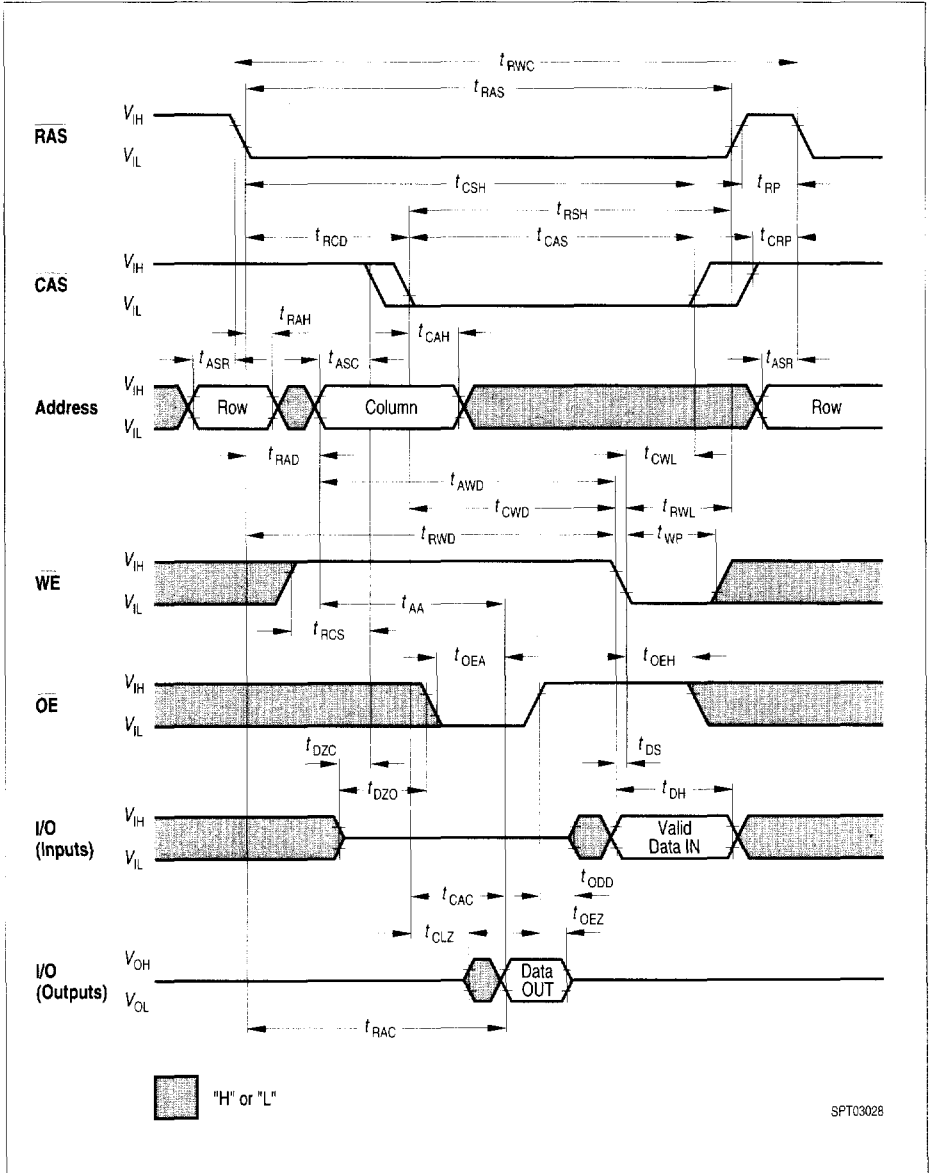 tRWC
tRAS
RAS
VIH
VIL
tCSH
tRP
tRSH
tRCD
tCAS
tCRP
CAS
VIH
VIL
tRAH
tCAH
tASR
tASC
tASR
Address
VIH
VIL
Row
Column
Row
tRAD
tCWL
tAWD
tCWD
tRWL
tRWD
tWP
WE
VIH
VIL
tAA
tRCS
tOEA
tOEH
OE
VIH
VIL
tDZC
tDS
tDZO
tDH
I/O
(Inputs)
VIH
VIL
Valid
Data IN
tODD
tCAC
tOEZ
tCLZ
I/O
(Outputs)
VOH
VOL
Data
OUT
tRAC
"H" or "L"
SPT03028